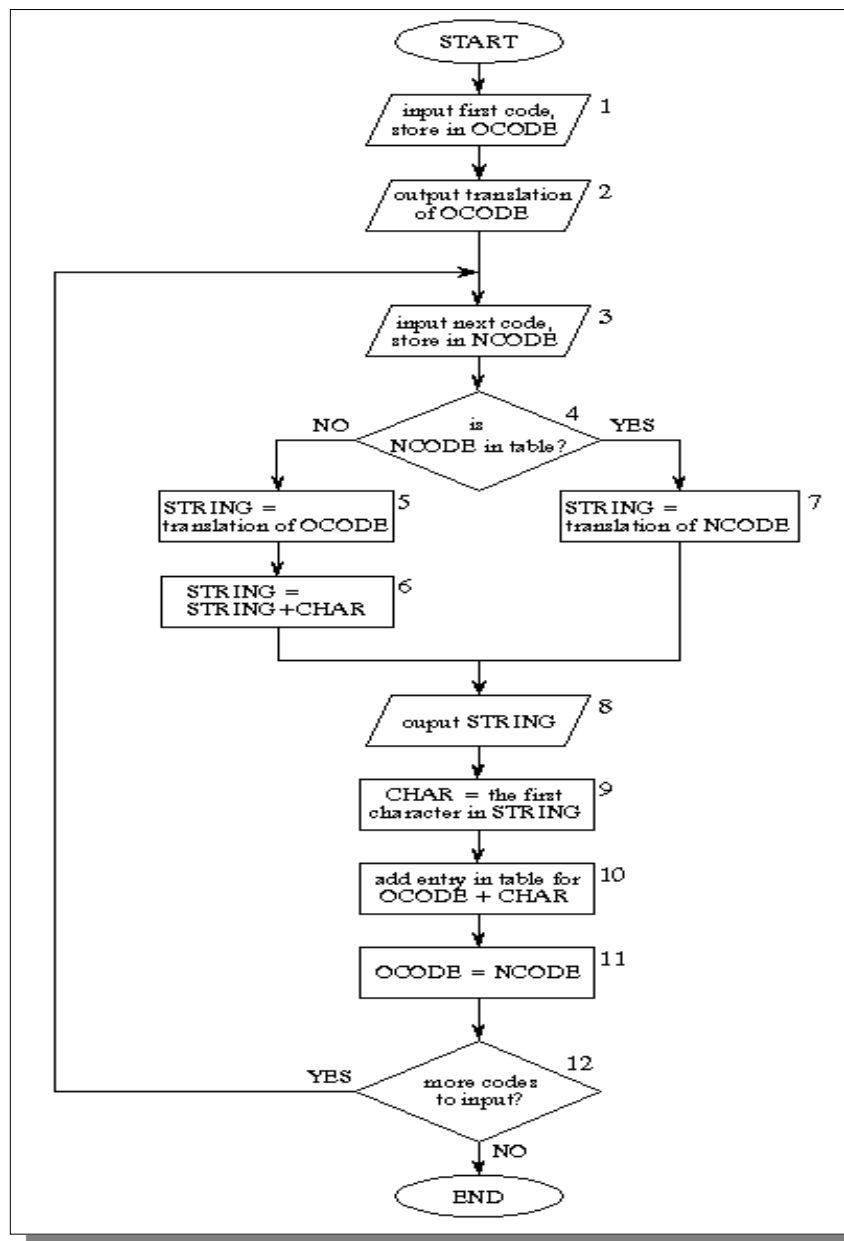 START
input first code,
store in OCODE
1
output translation
of OCODE
2
input next code,
store in NCODE
3
is
NCODE in table?
4
NO
YES
STRING =
translation of OCODE
5
STRING =
translation of NCODE
7
STRING =
STRING+CHAR
6
ouput STRING
8
CHAR = the first
character in STRING
9
add entry in table for
OCODE + CHAR
10
OCODE = NCODE
11
more codes
to input?
12
YES
NO
END